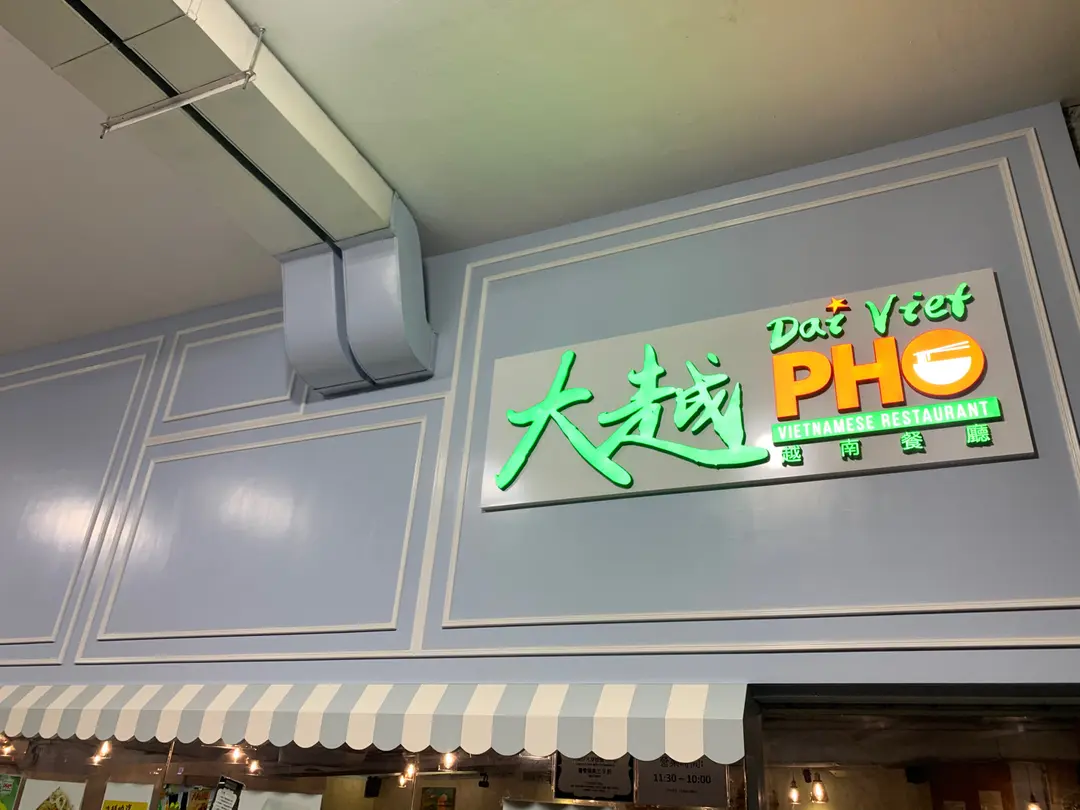 大越
Dai Viet
PHO
VIETNAMESE RESTAURANT
越南餐廳
11:30~10:00